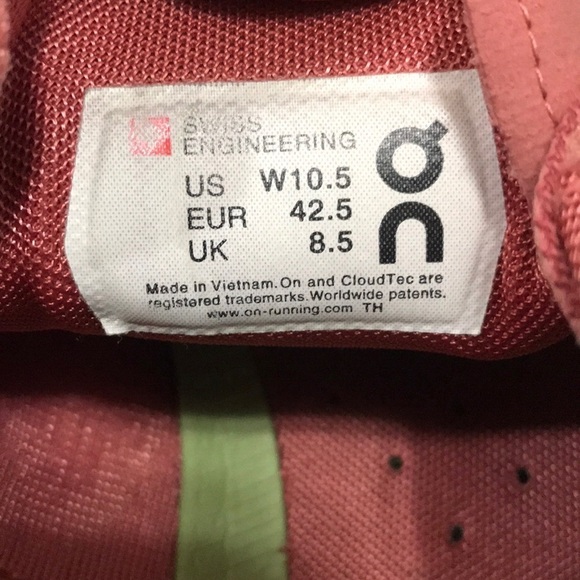 SWISS
ENGINEERING
US W10.5
EUR 42.5
UK 8.5
On
Made in Vietnam. On and CloudTec are
registered trademarks. Worldwide patents.
www.on-running.com TH